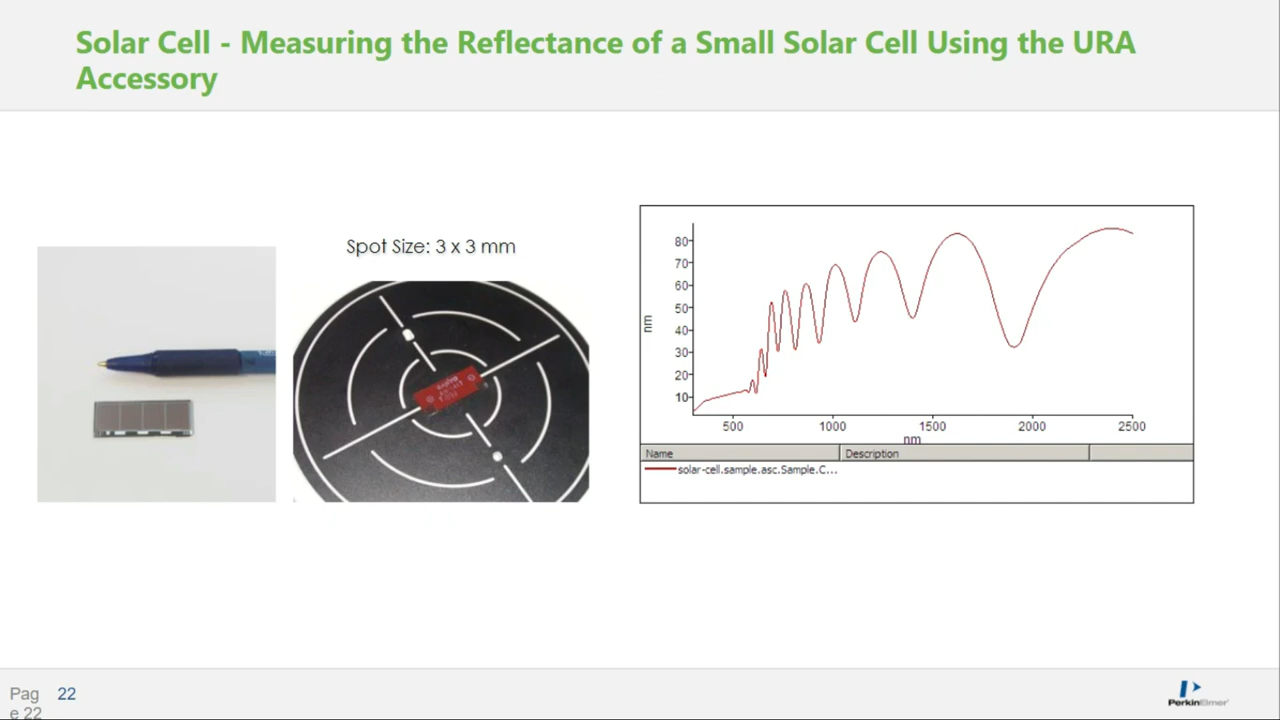 Solar Cell - Measuring the Reflectance of a Small Solar Cell Using the URA
Accessory
Spot Size: 3 x 3 mm
nm
80
70
60
50
40
30
20
10
500 1000 1500 2000 2500
nm
Name Description
solar-cell.sample.asc.Sample.C...
Pag
e 22
22
PerkinElmer